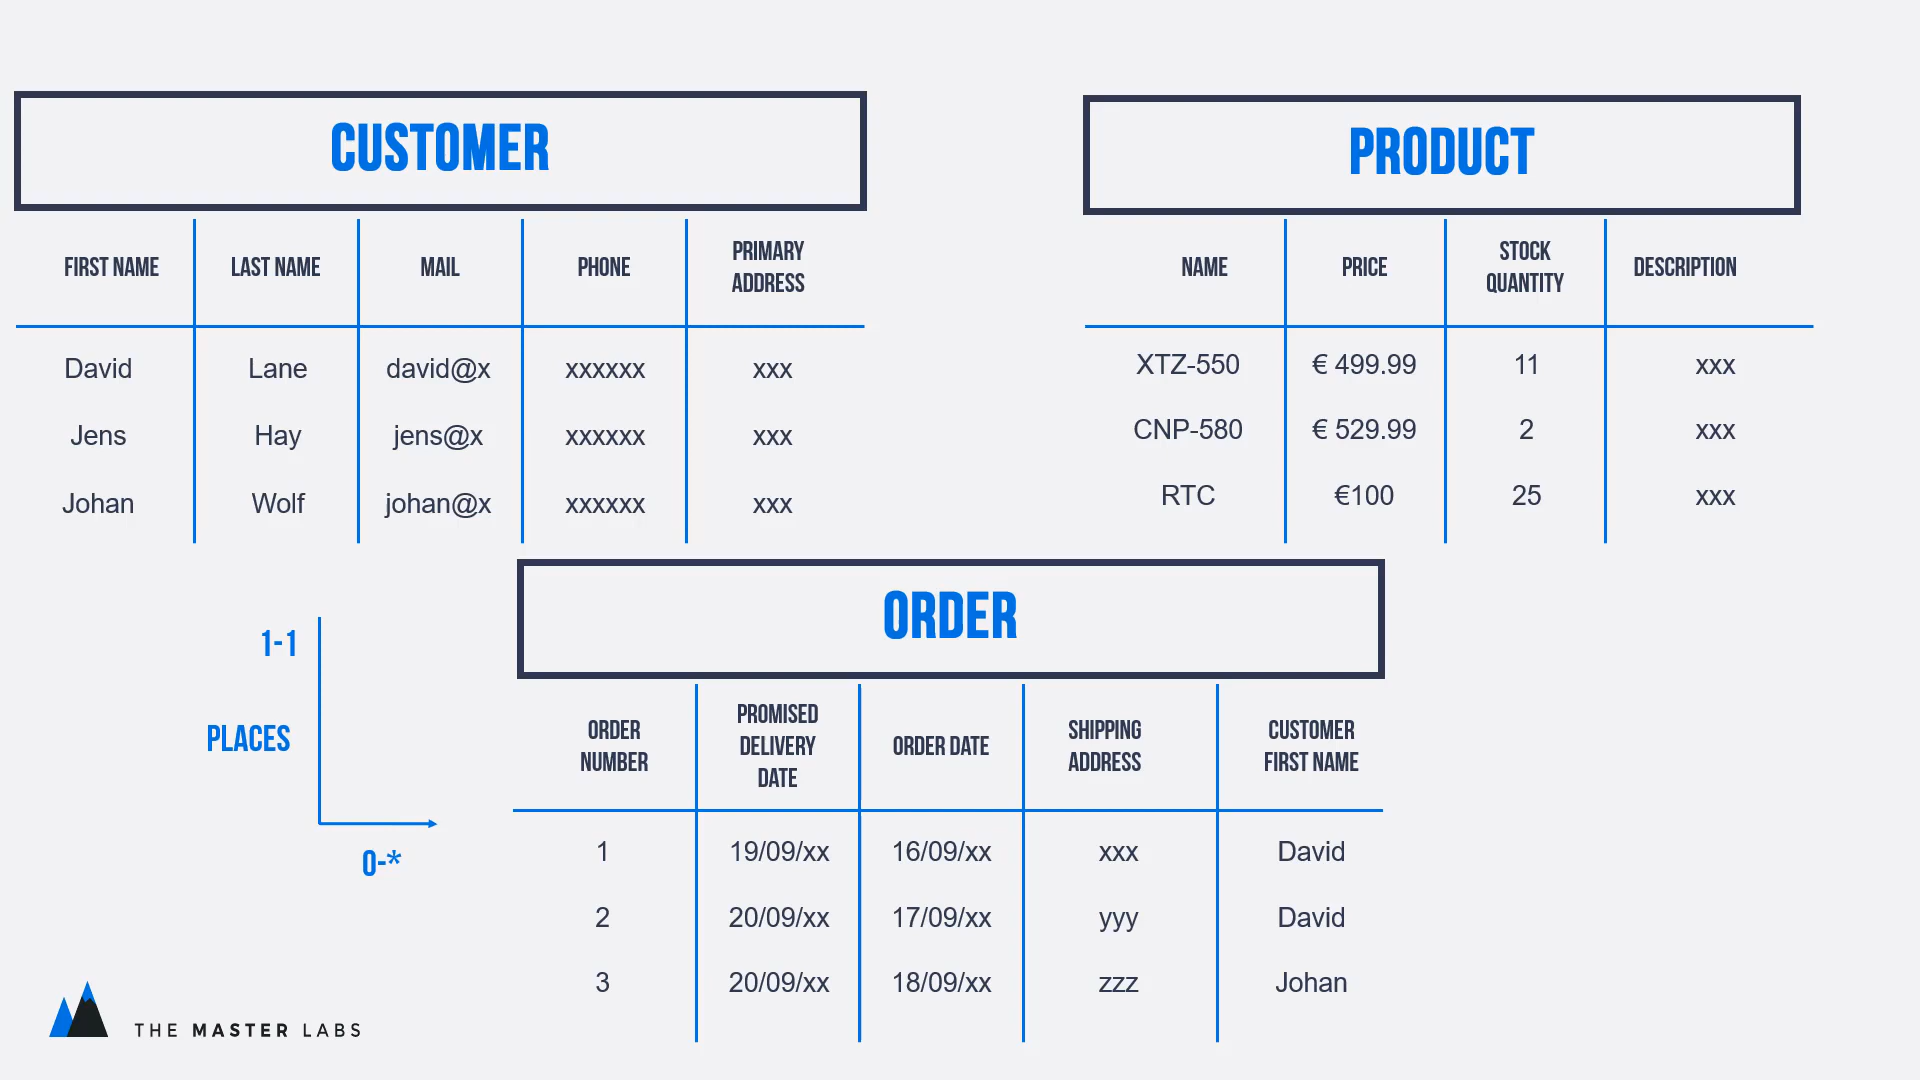 CUSTOMER
FIRST NAME LAST NAME MAIL PHONE PRIMARY ADDRESS
David Lane david@x xxxxxx xxx
Jens Hay jens@x xxxxxx xxx
Johan Wolf johan@x xxxxxx xxx
PRODUCT
NAME PRICE STOCK QUANTITY DESCRIPTION
XTZ-550 € 499.99 11 xxx
CNP-580 € 529.99 2 xxx
RTC €100 25 xxx
1-1
PLACES
0-*
ORDER
ORDER NUMBER PROMISED DELIVERY DATE ORDER DATE SHIPPING ADDRESS CUSTOMER FIRST NAME
1 19/09/xx 16/09/xx xxx David
2 20/09/xx 17/09/xx yyy David
3 20/09/xx 18/09/xx zzz Johan
THE MASTER LABS